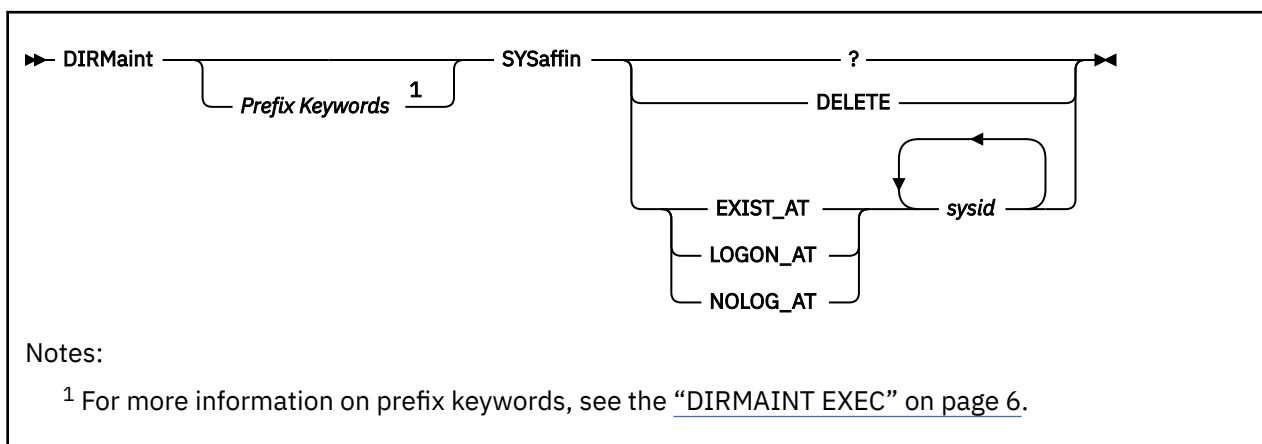 DIRMaint SYSaffin ?
Prefix Keywords 1
DELETE
EXIST_AT sysid
LOGON_AT
NOLOG_AT
Notes:
1 For more information on prefix keywords, see the “DIRMAINT EXEC” on page 6.